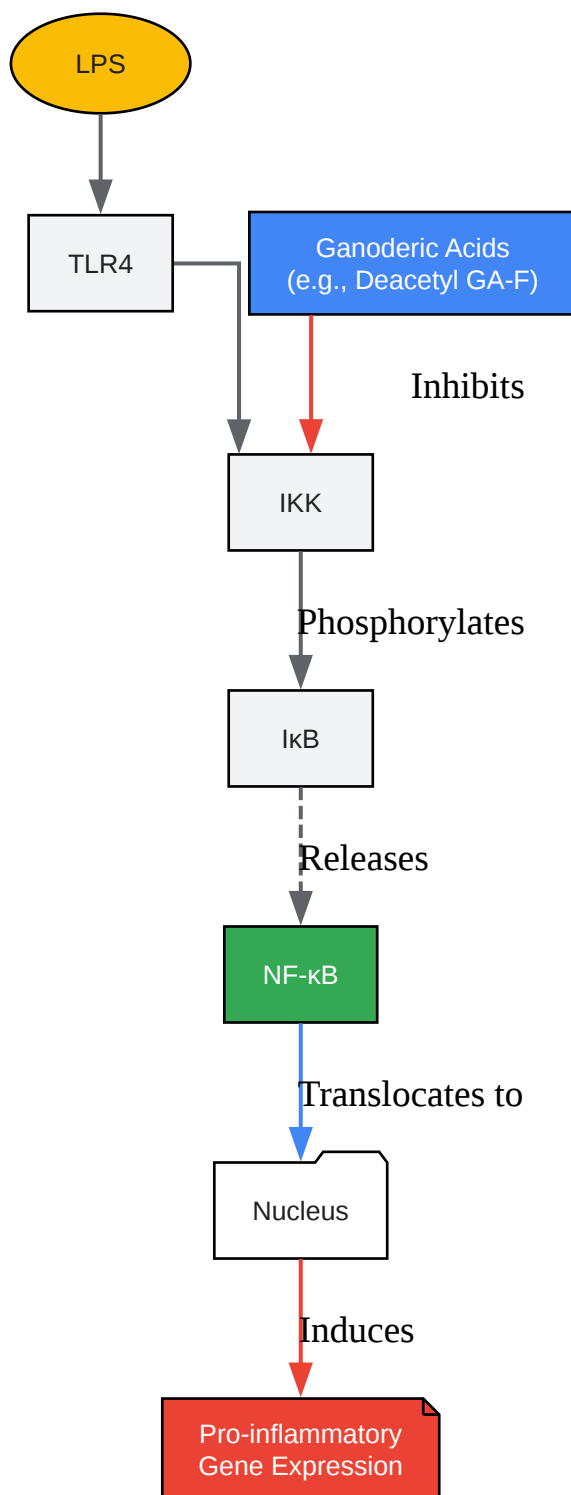 LPS
TLR4
Ganoderic Acids
(e.g., Deacetyl GA-F)
Inhibits
IKK
Phosphorylates
IκB
Releases
NF-κB
Translocates to
Nucleus
Induces
Pro-inflammatory
Gene Expression